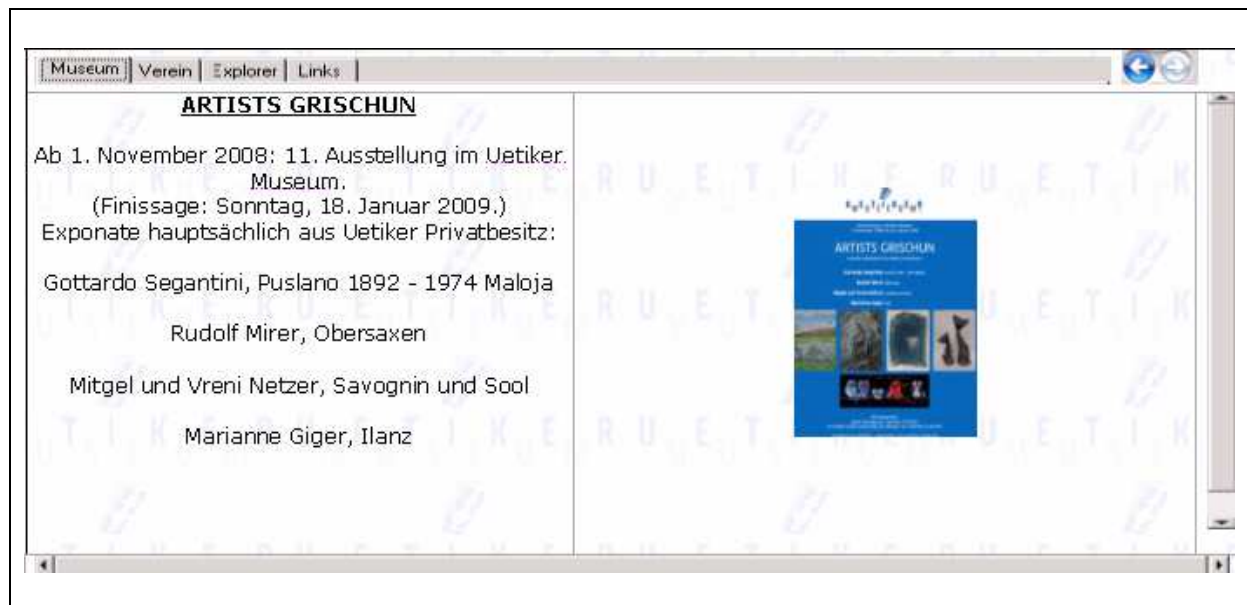 Museum Verein Explorer Links
ARTISTS GRISCHUN
Ab 1. November 2008: 11. Ausstellung im Uetiker
Museum.
(Finissage: Sonntag, 18. Januar 2009.)
Exponate hauptsächlich aus Uetiker Privatbesitz:
Gottardo Segantini, Puslano 1892 - 1974 Maloja
Rudolf Mirer, Obersaxen
Mitgel und Vreni Netzer, Savognin und Sool
Marianne Giger, Ilanz
ARTISTS GRISCHUN